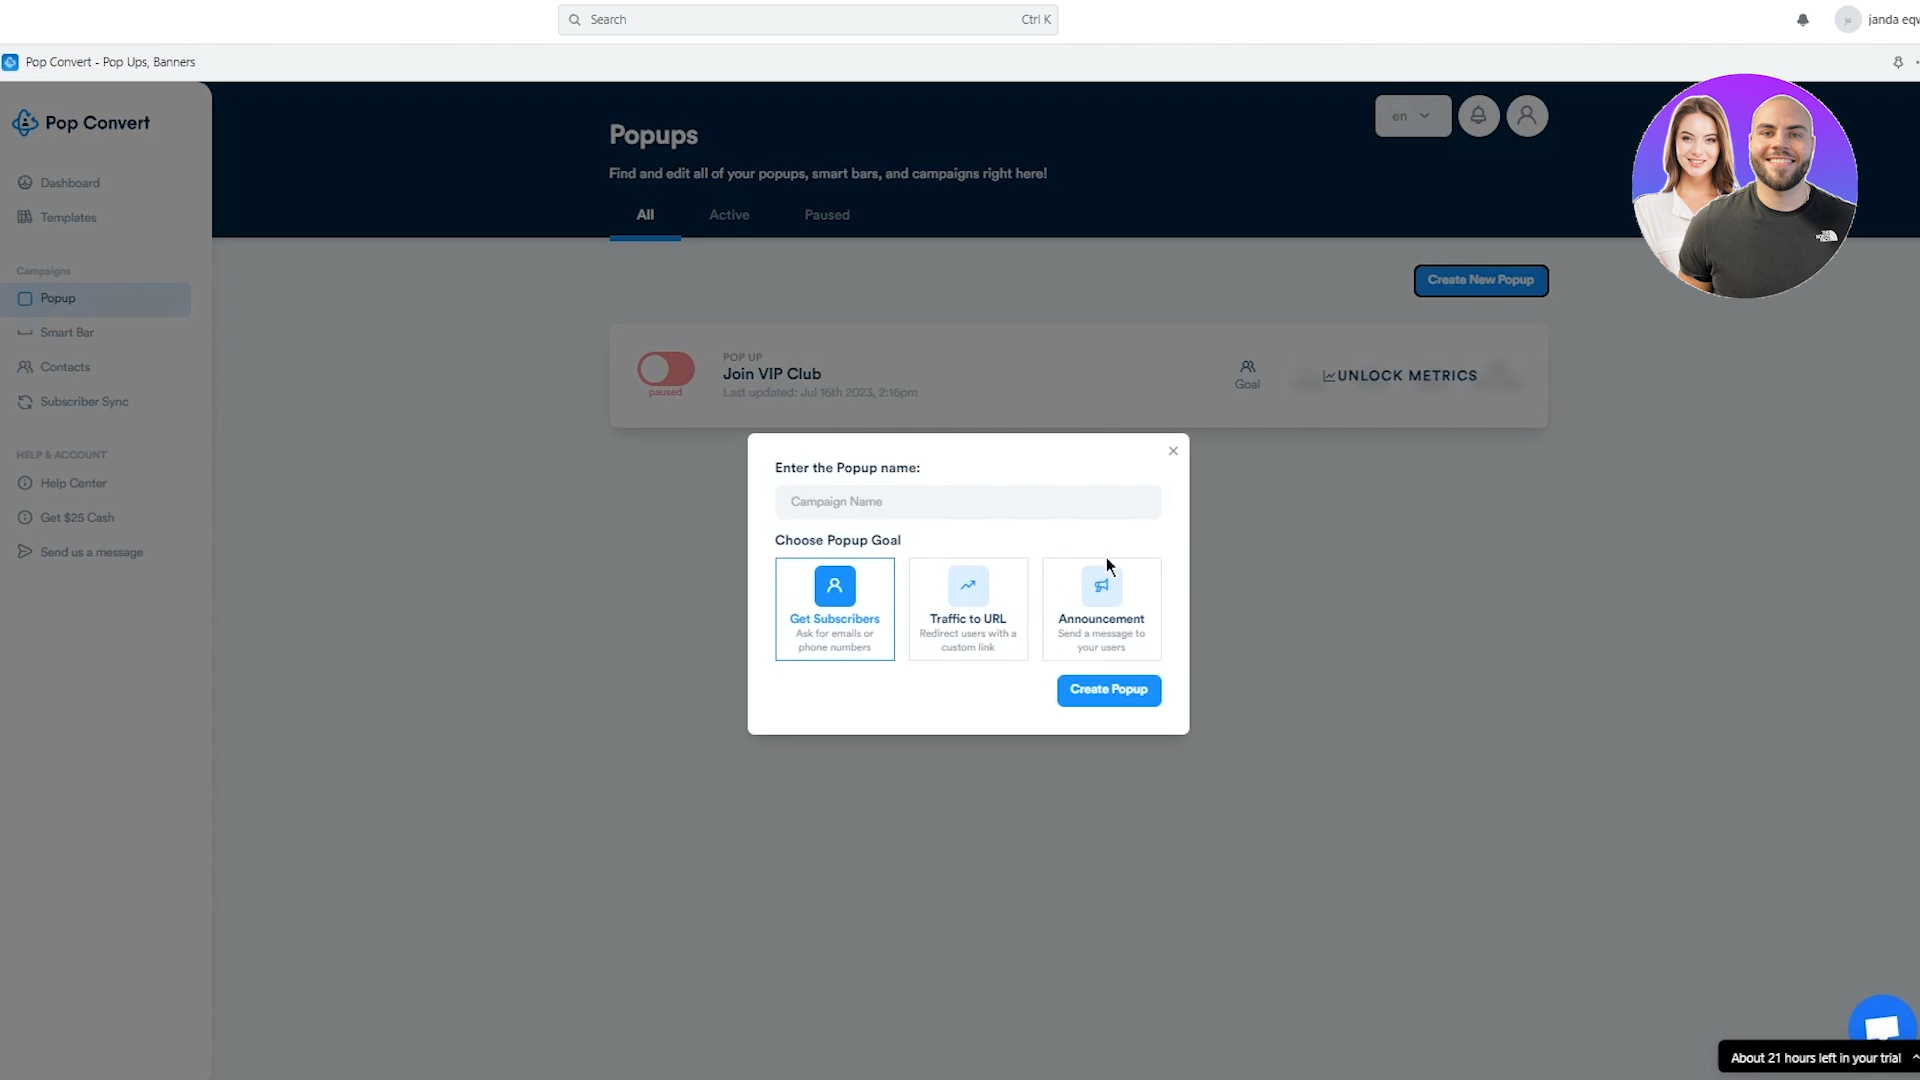 Search
Ctrl K
Pop Convert - Pop Ups, Banners
Pop Convert
Dashboard
Templates
Campaigns
Popup
Smart Bar
Contacts
Subscriber Sync
HELP & ACCOUNT
Help Center
Get $25 Cash
Send us a message
Popups
Find and edit all of your popups, smart bars, and campaigns right here!
en
All
Active
Paused
Create New Popup
paused
POP UP
Join VIP Club
Last updated: Jul 16th 2023, 2:16pm
Goal
UNLOCK METRICS
Enter the Popup name:
Campaign Name
Choose Popup Goal
Get Subscribers
Ask for emails or
phone numbers
Traffic to URL
Redirect users with a
custom link
Announcement
Send a message to
your users
Create Popup
janda
THE NORTH FACE
About 21 hours left in your trial